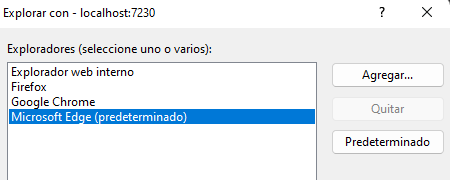 Explorar con - localhost:7230
?
Exploradores (seleccione uno o varios):
Explorador web interno
Firefox
Google Chrome
Microsoft Edge (predeterminado)
Agregar...
Quitar
Predeterminado